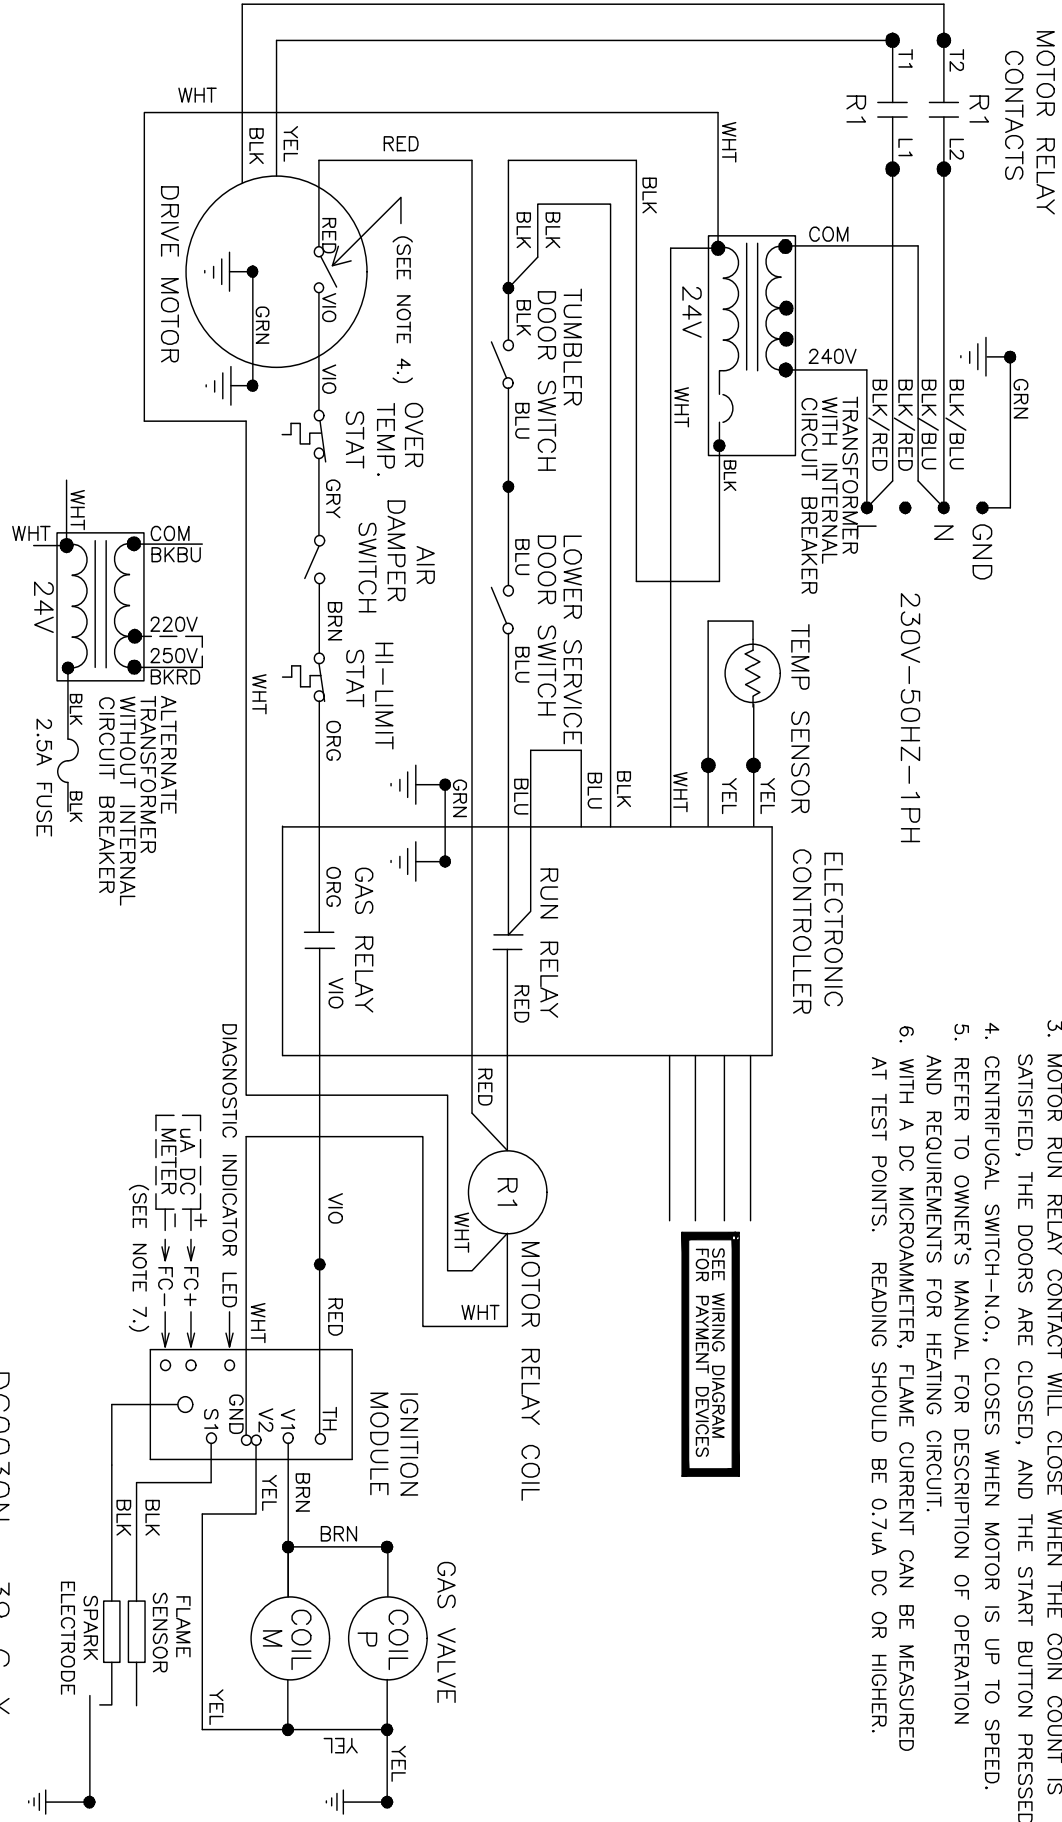 MOTOR RELAY
CONTACTS
T2
R1
L2
T1
R1
L1
GRN
GND
N
L
230V-50HZ-1PH
BLK/BLU
BLK/BLU
BLK/RED
BLK/RED
COM
240V
TRANSFORMER
WITH INTERNAL
CIRCUIT BREAKER
24V
WHT
BLK
WHT
WHT
BLK
YEL
BLK
WHT
RED
DRIVE MOTOR
GRN
RED
VIO
(SEE NOTE 4.)
VIO
OVER
TEMP.
STAT
GRY
AIR
DAMPER
SWITCH
BRN
HI-LIMIT
STAT
ORG
BLK
BLK
BLK
TUMBLER
DOOR SWITCH
BLU
BLU
LOWER SERVICE
DOOR SWITCH
BLU
BLU
BLU
BLK
WHT
YEL
YEL
TEMP SENSOR
ELECTRONIC
CONTROLLER
GRN
WHT
ORG
GAS RELAY
VIO
RUN RELAY
RED
RED
WHT
WHT
COM
BKBU
220V
250V
BKRD
24V
BLK
BLK
2.5A FUSE
ALTERNATE
TRANSFORMER
WITHOUT INTERNAL
CIRCUIT BREAKER
3. MOTOR RUN RELAY CONTACT WILL CLOSE WHEN THE COIN COUNT IS
SATISFIED, THE DOORS ARE CLOSED, AND THE START BUTTON PRESSED
4. CENTRIFUGAL SWITCH-N.O., CLOSES WHEN MOTOR IS UP TO SPEED.
5. REFER TO OWNER'S MANUAL FOR DESCRIPTION OF OPERATION
AND REQUIREMENTS FOR HEATING CIRCUIT.
6. WITH A DC MICROAMMETER, FLAME CURRENT CAN BE MEASURED
AT TEST POINTS. READING SHOULD BE 0.7uA DC OR HIGHER.
SEE WIRING DIAGRAM
FOR PAYMENT DEVICES
R1
MOTOR RELAY COIL
WHT
WHT
VIO
RED
WHT
DIAGNOSTIC INDICATOR LED
uA DC
METER
+
-
FC+
FC-
(SEE NOTE 7.)
IGNITION
MODULE
TH
V1
V2
GND
S1
BRN
YEL
BRN
GAS VALVE
COIL
P
COIL
M
YEL
YEL
YEL
BLK
BLK
FLAME
SENSOR
SPARK
ELECTRODE